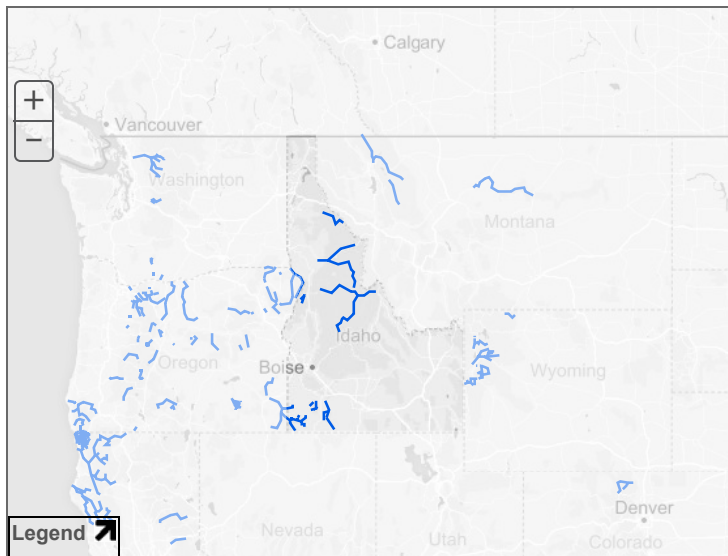 Calgary
+
−
Vancouver
Washington
Montana
Idaho
Oregon
Boise
Wyoming
Denver
Legend
Nevada
Utah
Colorado